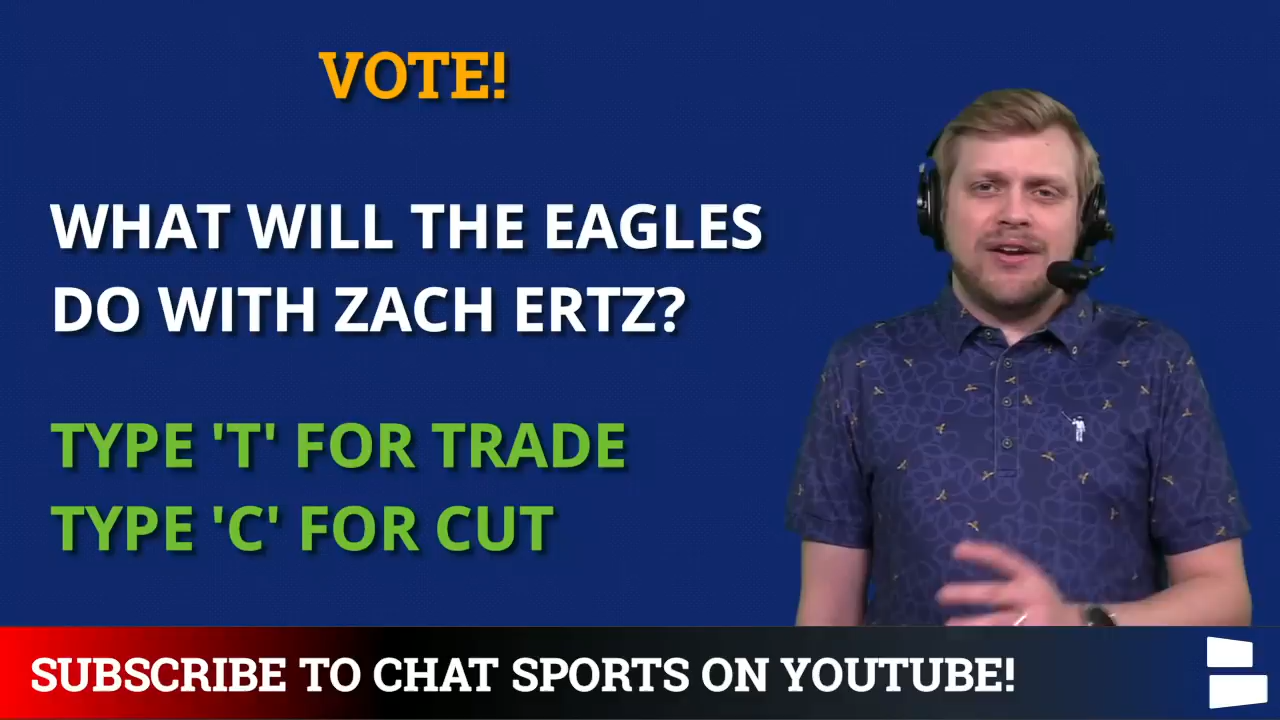 VOTE!
WHAT WILL THE EAGLES
DO WITH ZACH ERTZ?
TYPE 'T' FOR TRADE
TYPE 'C' FOR CUT
SUBSCRIBE TO CHAT SPORTS ON YOUTUBE!